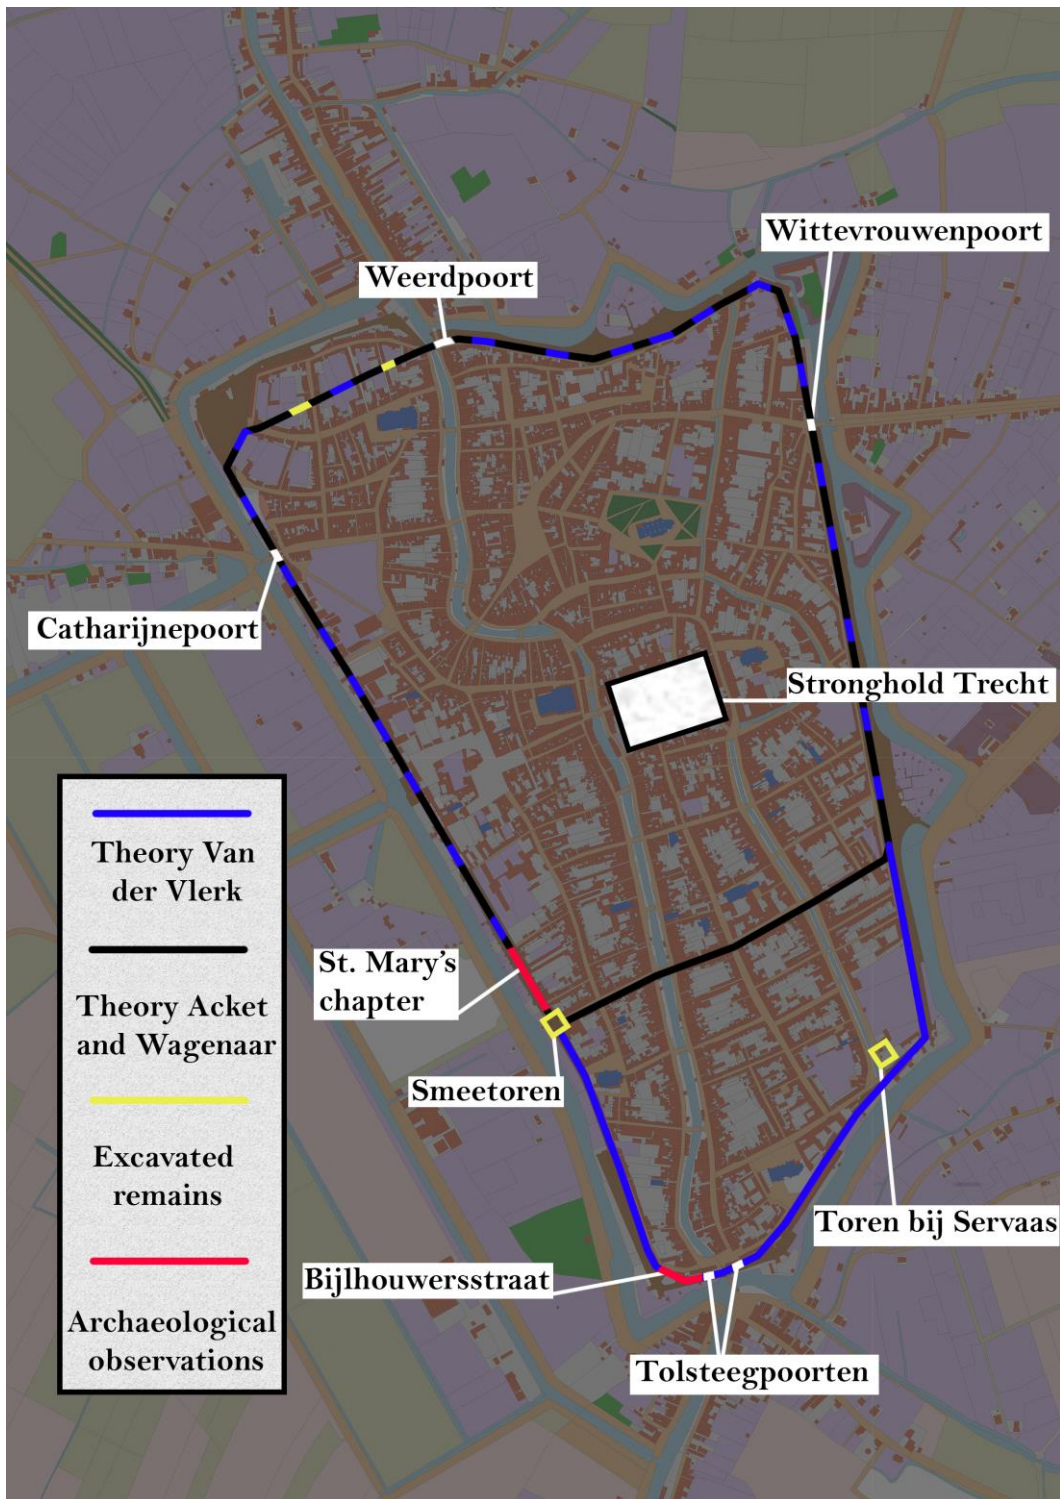 Wittevrouwenpoort
Weerdpoort
Catharijnepoort
Stronghold Trecht
Theory Van
der Vlerk
Theory Acket
and Wagenaar
Excavated
remains
Archaeological
observations
St. Mary's
chapter
Smeetoren
Toren bij Servaas
Bijlhouwersstraat
Tolsteegpoorten